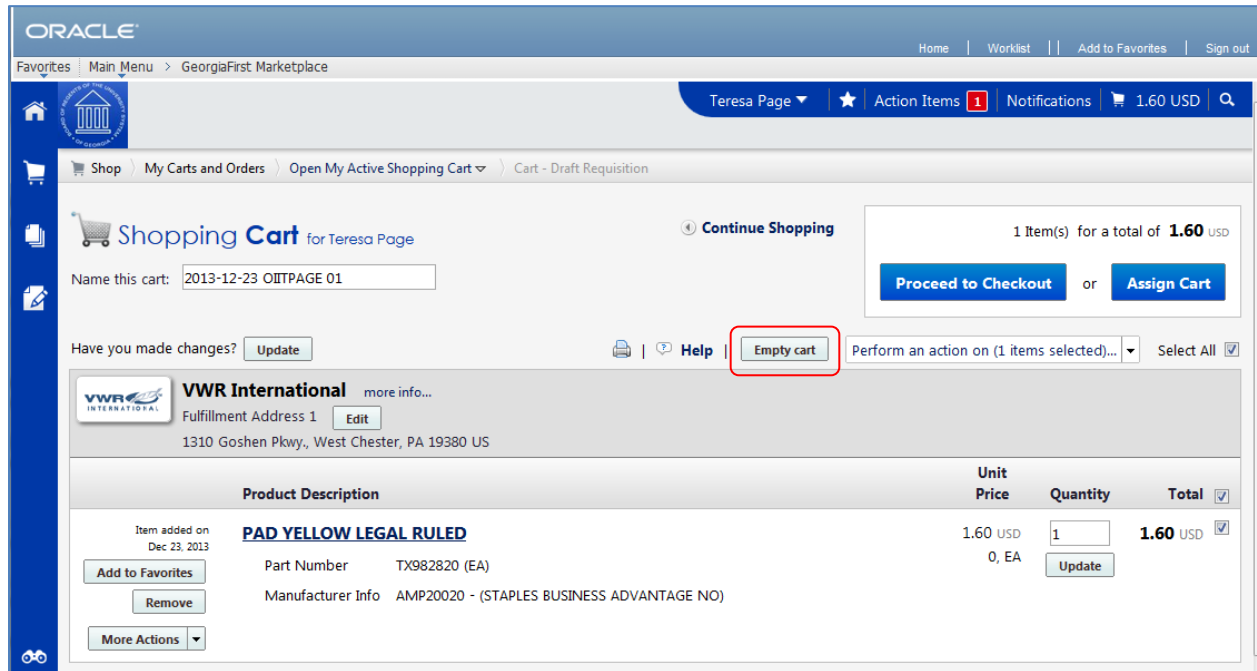 ORACLE
Home | Worklist | | Add to Favorites | Sign out
Favorites Main Menu > GeorgiaFirst Marketplace
Teresa Page Action Items 1 Notifications 1.60 USD
Shop My Carts and Orders Open My Active Shopping Cart Cart - Draft Requisition
Shopping Cart for Teresa Page
Continue Shopping
1 Item(s) for a total of 1.60 USD
Name this cart: 2013-12-23 OIITPAGE 01
Proceed to Checkout or Assign Cart
Have you made changes? Update | Help | Empty cart Perform an action on (1 items selected)... Select All
VWR INTERNATIONAL
VWR International more info...
Fulfillment Address 1 Edit
1310 Goshen Pkwy., West Chester, PA 19380 US
Product Description Unit Price Quantity Total
Item added on Dec 23, 2013
PAD YELLOW LEGAL RULED 1.60 USD 1 1.60 USD
0, EA Update
Add to Favorites
Part Number TX982820 (EA)
Remove
Manufacturer Info AMP20020 - (STAPLES BUSINESS ADVANTAGE NO)
More Actions